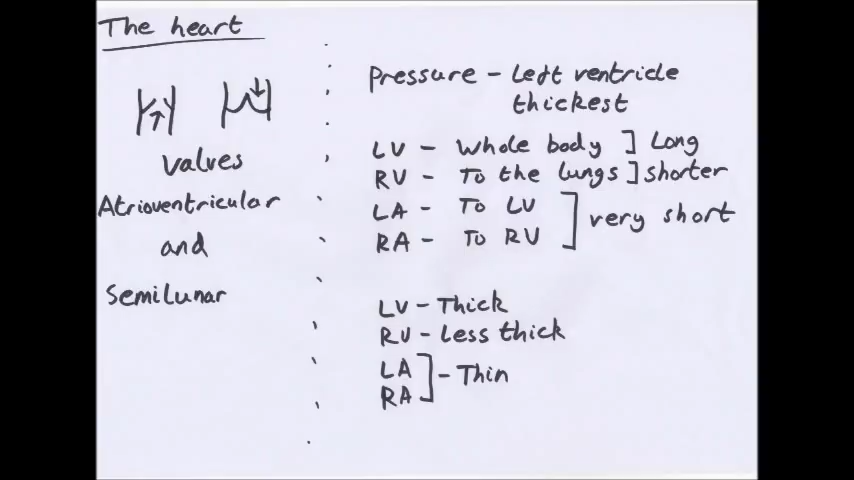 The heart
valves
Atrioventricular
and
Semilunar
Pressure - Left ventricle
thickest
LV - Whole body ] Long
RV - To the lungs ] shorter
LA - To LV
RA - To RV
very short
LV - Thick
RV - Less thick
LA
RA
- Thin